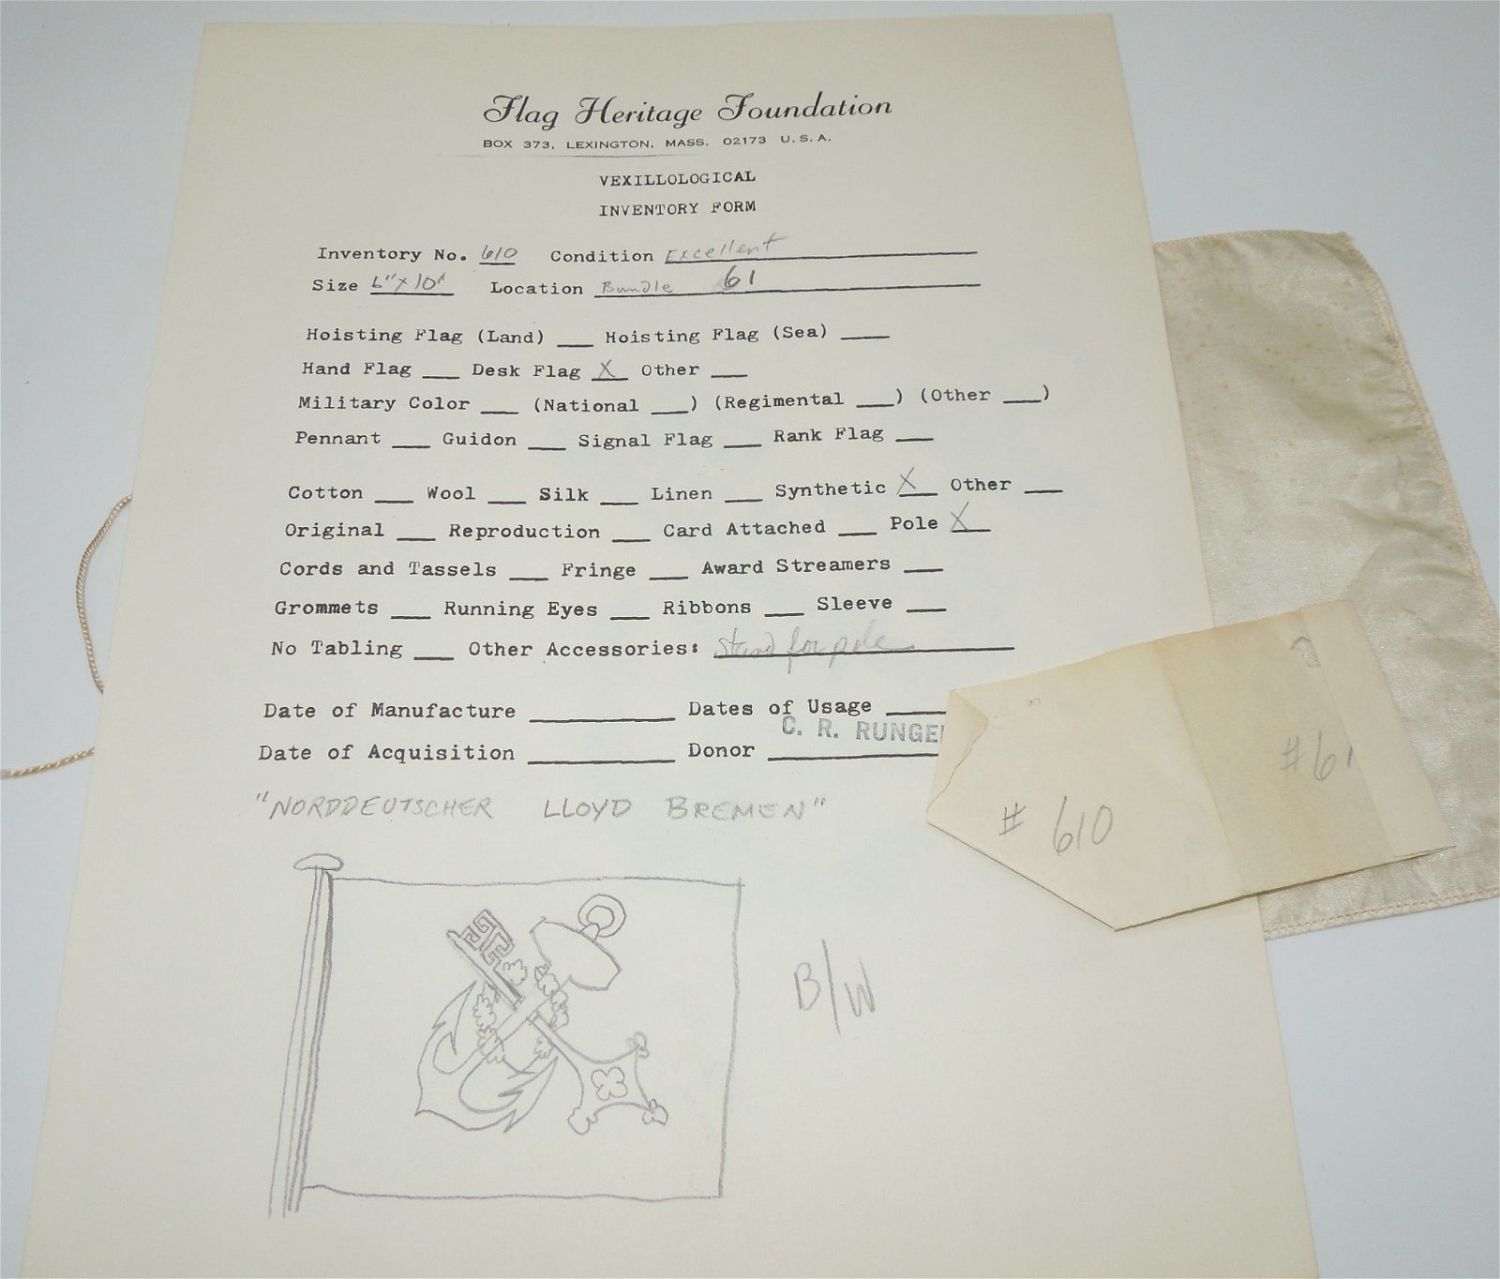 Flag Heritage Foundation
BOX 373, LEXINGTON, MASS. 02173 U.S.A.
VEXILLOLOGICAL
INVENTORY FORM
Inventory No. 610 Condition Excellent
Size 6"x10" Location Bundle 61
Hoisting Flag (Land) ___ Hoisting Flag (Sea) ___
Hand Flag ___ Desk Flag X Other ___
Military Color ___ (National ___) (Regimental ___) (Other ___)
Pennant ___ Guidon ___ Signal Flag ___ Rank Flag ___
Cotton ___ Wool ___ Silk ___ Linen ___ Synthetic X Other ___
Original ___ Reproduction ___ Card Attached ___ Pole X
Cords and Tassels ___ Fringe ___ Award Streamers ___
Grommets ___ Running Eyes ___ Ribbons ___ Sleeve ___
No Tabling ___ Other Accessories: Stand for pole
Date of Manufacture ___ Dates of Usage ___
C. R. RUNGE
Date of Acquisition ___ Donor ___
"NORDDEUTSCHER LLOYD BREMEN"
B/W
# 610
#61